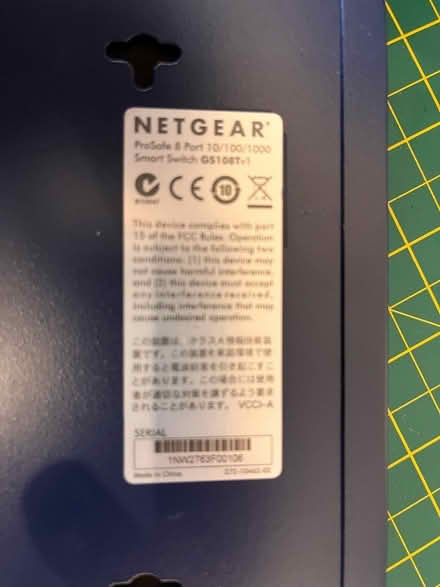 NETGEAR®
ProSafe 8 Port 10/100/1000
Smart Switch GS108Tv1
N10947
CE 10
This device complies with part
15 of the FCC Rules. Operation
is subject to the following two
conditions: (1) this device may
not cause harmful interference,
and (2) this device must accept
any interference received,
including interference that may
cause undesired operation.
この装置は、クラスA情報技術装
置です。この装置を家庭環境で使
用すると電波妨害を引き起こすこ
とがあります。この場合には使用
者が適切な対策を講ずるよう要求
されることがあります。 VCCI-A
SERIAL
1NW2763F00106
Made in China
272-10462-02